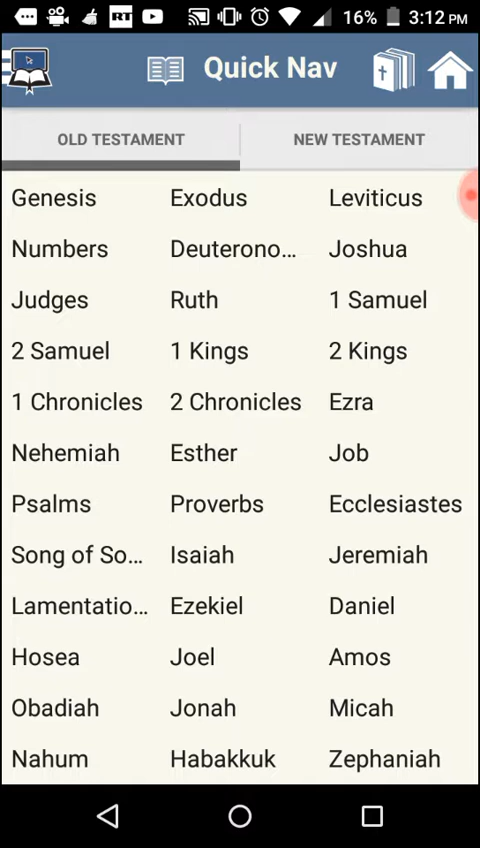 RT 16% 3:12 PM
Quick Nav
OLD TESTAMENT NEW TESTAMENT
Genesis Exodus Leviticus
Numbers Deuterono... Joshua
Judges Ruth 1 Samuel
2 Samuel 1 Kings 2 Kings
1 Chronicles 2 Chronicles Ezra
Nehemiah Esther Job
Psalms Proverbs Ecclesiastes
Song of So... Isaiah Jeremiah
Lamentatio... Ezekiel Daniel
Hosea Joel Amos
Obadiah Jonah Micah
Nahum Habakkuk Zephaniah